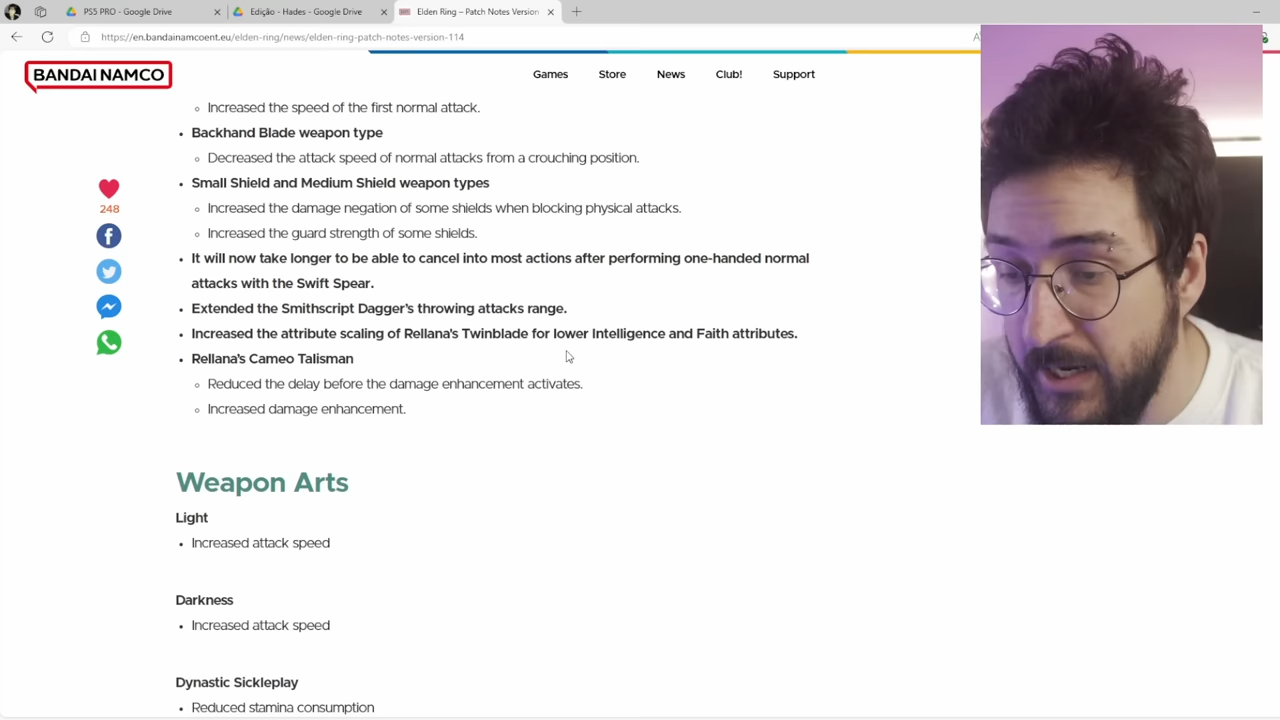 PS5 PRO - Google Drive
Edição - Hades - Google Drive
Elden Ring – Patch Notes Version
https://en.bandainamcoent.eu/elden-ring/news/elden-ring-patch-notes-version-114
BANDAI NAMCO
Games
Store
News
Club!
Support
Increased the speed of the first normal attack.
Backhand Blade weapon type
Decreased the attack speed of normal attacks from a crouching position.
Small Shield and Medium Shield weapon types
Increased the damage negation of some shields when blocking physical attacks.
Increased the guard strength of some shields.
It will now take longer to be able to cancel into most actions after performing one-handed normal
attacks with the Swift Spear.
Extended the Smithscript Dagger's throwing attacks range.
Increased the attribute scaling of Rellana's Twinblade for lower Intelligence and Faith attributes.
Rellana's Cameo Talisman
Reduced the delay before the damage enhancement activates.
Increased damage enhancement.
248
Weapon Arts
Light
Increased attack speed
Darkness
Increased attack speed
Dynastic Sickleplay
Reduced stamina consumption